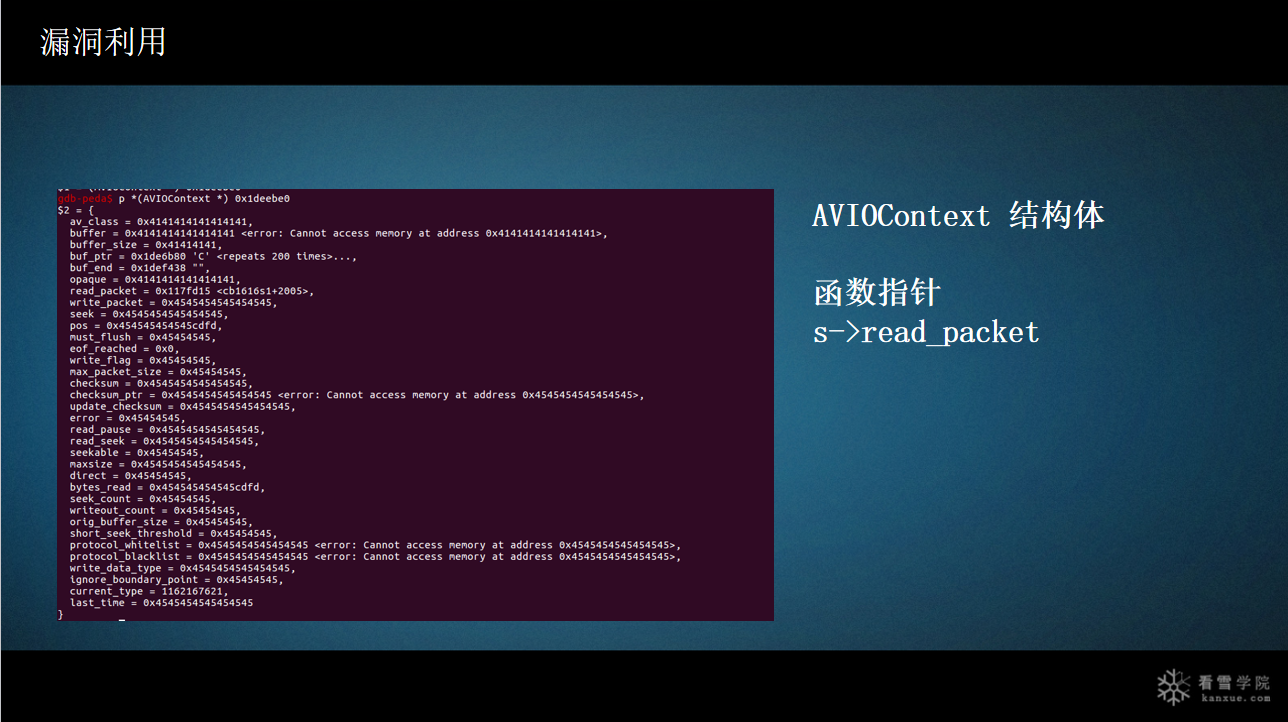 漏洞利用
gdb-peda$ p *(AVIOContext *) 0x1deebe0
$2 = {
av_class = 0x4141414141414141,
buffer = 0x4141414141414141 <error: Cannot access memory at address 0x4141414141414141>,
buffer_size = 0x41414141,
buf_ptr = 0x1de6b80 'C' <repeats 200 times>...,
buf_end = 0x1def438 "",
opaque = 0x4141414141414141,
read_packet = 0x117fd15 <cb1616s1+2005>,
write_packet = 0x4545454545454545,
seek = 0x4545454545454545,
pos = 0x454545454545cdfd,
must_flush = 0x45454545,
eof_reached = 0x0,
write_flag = 0x45454545,
max_packet_size = 0x45454545,
checksum = 0x4545454545454545,
checksum_ptr = 0x4545454545454545 <error: Cannot access memory at address 0x4545454545454545>,
update_checksum = 0x4545454545454545,
error = 0x45454545,
read_pause = 0x4545454545454545,
read_seek = 0x4545454545454545,
seekable = 0x45454545,
maxsize = 0x4545454545454545,
direct = 0x45454545,
bytes_read = 0x454545454545cdfd,
seek_count = 0x45454545,
writeout_count = 0x45454545,
orig_buffer_size = 0x45454545,
short_seek_threshold = 0x45454545,
protocol_whitelist = 0x4545454545454545 <error: Cannot access memory at address 0x4545454545454545>,
protocol_blacklist = 0x4545454545454545 <error: Cannot access memory at address 0x4545454545454545>,
write_data_type = 0x4545454545454545,
ignore_boundary_point = 0x45454545,
current_type = 1162167621,
last_time = 0x4545454545454545
}
AVIOContext 结构体
函数指针
s->read_packet
看雪学院
kanxue.com